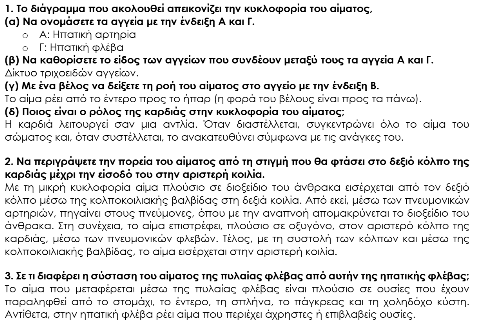 1. Το διάγραμμα που ακολουθεί απεικονίζει την κυκλοφορία του αίματος,
(α) Να ονομάσετε τα αγγεία με την ένδειξη Α και Γ.
o Α: Ηπατική αρτηρία
o Γ: Ηπατική φλέβα
(β) Να καθορίσετε το είδος των αγγείων που συνδέουν μεταξύ τους τα αγγεία Α και Γ.
Δίκτυο τριχοειδών αγγείων.
(γ) Με ένα βέλος να δείξετε τη ροή του αίματος στο αγγείο με την ένδειξη Β.
Το αίμα ρέει από το έντερο προς το ήπαρ (η φορά του βέλους είναι προς τα πάνω).
(δ) Ποιος είναι ο ρόλος της καρδιάς στην κυκλοφορία του αίματος;
Η καρδιά λειτουργεί σαν μια αντλία. Όταν διαστέλλεται, συγκεντρώνει όλο το αίμα του
σώματος και, όταν συστέλλεται, το ανακατευθύνει σύμφωνα με τις ανάγκες του.
2. Να περιγράψετε την πορεία του αίματος από τη στιγμή που θα φτάσει στο δεξιό κόλπο της
καρδιάς μέχρι την είσοδό του στην αριστερή κοιλία.
Με τη μικρή κυκλοφορία αίμα πλούσιο σε διοξείδιο του άνθρακα εισέρχεται από τον δεξιό
κόλπο μέσω της κολποκοιλιακής βαλβίδας στη δεξιά κοιλία. Από εκεί, μέσω των πνευμονικών
αρτηριών, πηγαίνει στους πνεύμονες, όπου με την αναπνοή απομακρύνεται το διοξείδιο του
άνθρακα. Στη συνέχεια, το αίμα επιστρέφει, πλούσιο σε οξυγόνο, στον αριστερό κόλπο της
καρδιάς, μέσω των πνευμονικών φλεβών. Τέλος, με τη συστολή των κόλπων και μέσω της
κολποκοιλιακής βαλβίδας, το αίμα εισέρχεται στην αριστερή κοιλία.
3. Σε τι διαφέρει η σύσταση του αίματος της πυλαίας φλέβας από αυτήν της ηπατικής φλέβας;
Το αίμα που μεταφέρεται μέσω της πυλαίας φλέβας είναι πλούσιο σε ουσίες που έχουν
παραληφθεί από το στομάχι, το έντερο, τη σπλήνα, το πάγκρεας και τη χοληδόχο κύστη.
Αντίθετα, στην ηπατική φλέβα ρέει αίμα που περιέχει άχρηστες ή επιβλαβείς ουσίες.